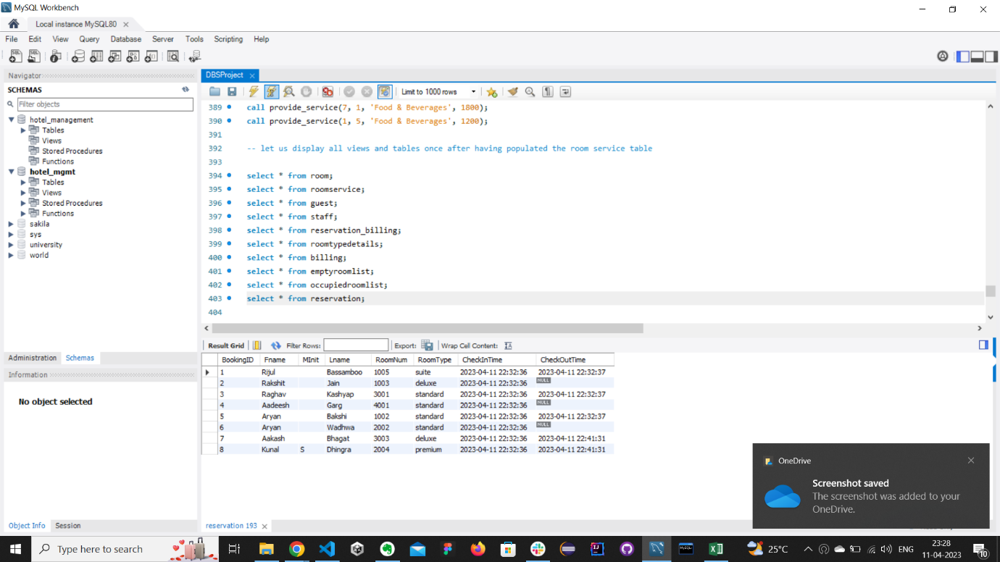 MySQL Workbench
Local instance MySQL80
File Edit View Query Database Server Tools Scripting Help
Navigator
SCHEMAS
Filter objects
hotel_management
Tables
Views
Stored Procedures
Functions
hotel_mgmt
Tables
Views
Stored Procedures
Functions
sakila
sys
university
world
Administration Schemas
Information
No object selected
Object Info Session
DBSProject
Limit to 1000 rows
389 call provide_service(7, 1, 'Food & Beverages', 1800);
390 call provide_service(1, 5, 'Food & Beverages', 1200);
391
392 -- let us display all views and tables once after having populated the room service table
393
394 select * from room;
395 select * from roomservice;
396 select * from guest;
397 select * from staff;
398 select * from reservation_billing;
399 select * from roomtypedetails;
400 select * from billing;
401 select * from emptyroomlist;
402 select * from occupiedroomlist;
403 select * from reservation;
404
Result Grid Filter Rows: Export: Wrap Cell Content:
BookingID Fname MInit Lname RoomNum RoomType CheckInTime CheckOutTime
1 Rijul Bassamboo 1005 suite 2023-04-11 22:32:36 2023-04-11 22:32:37
2 Rakshit Jain 1003 deluxe 2023-04-11 22:32:36 NULL
3 Raghav Kashyap 3001 standard 2023-04-11 22:32:36 2023-04-11 22:32:37
4 Aadeesh Garg 4001 standard 2023-04-11 22:32:36 NULL
5 Aryan Bakshi 1002 standard 2023-04-11 22:32:36 2023-04-11 22:32:37
6 Aryan Wadhwa 2002 standard 2023-04-11 22:32:36 NULL
7 Aakash Bhagat 3003 deluxe 2023-04-11 22:32:36 2023-04-11 22:41:31
8 Kunal S Dhingra 2004 premium 2023-04-11 22:32:36 2023-04-11 22:41:31
reservation 193
OneDrive
Screenshot saved
The screenshot was added to your
OneDrive.
Type here to search
25°C
ENG
23:28
11-04-2023
10